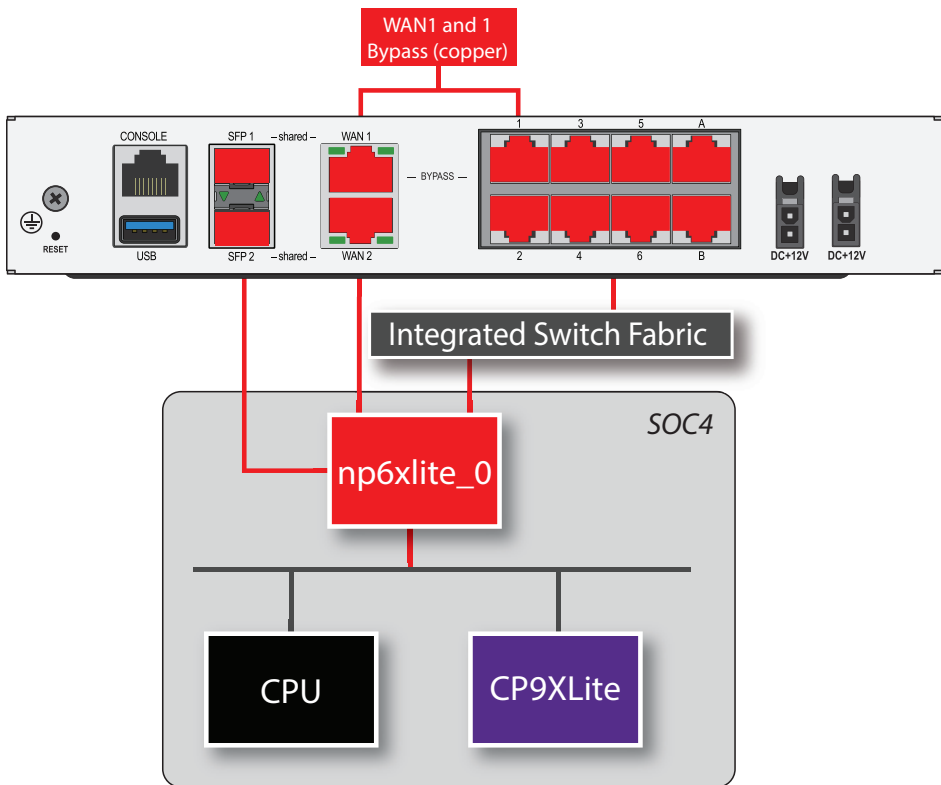 WAN1 and 1
Bypass (copper)
1 3 5 A
CONSOLE SFP 1 – shared – WAN 1
– BYPASS –
RESET
USB SFP 2 – shared – WAN 2 2 4 6 B DC+12V DC+12V
Integrated Switch Fabric
SOC4
np6xlite_0
CPU CP9XLite